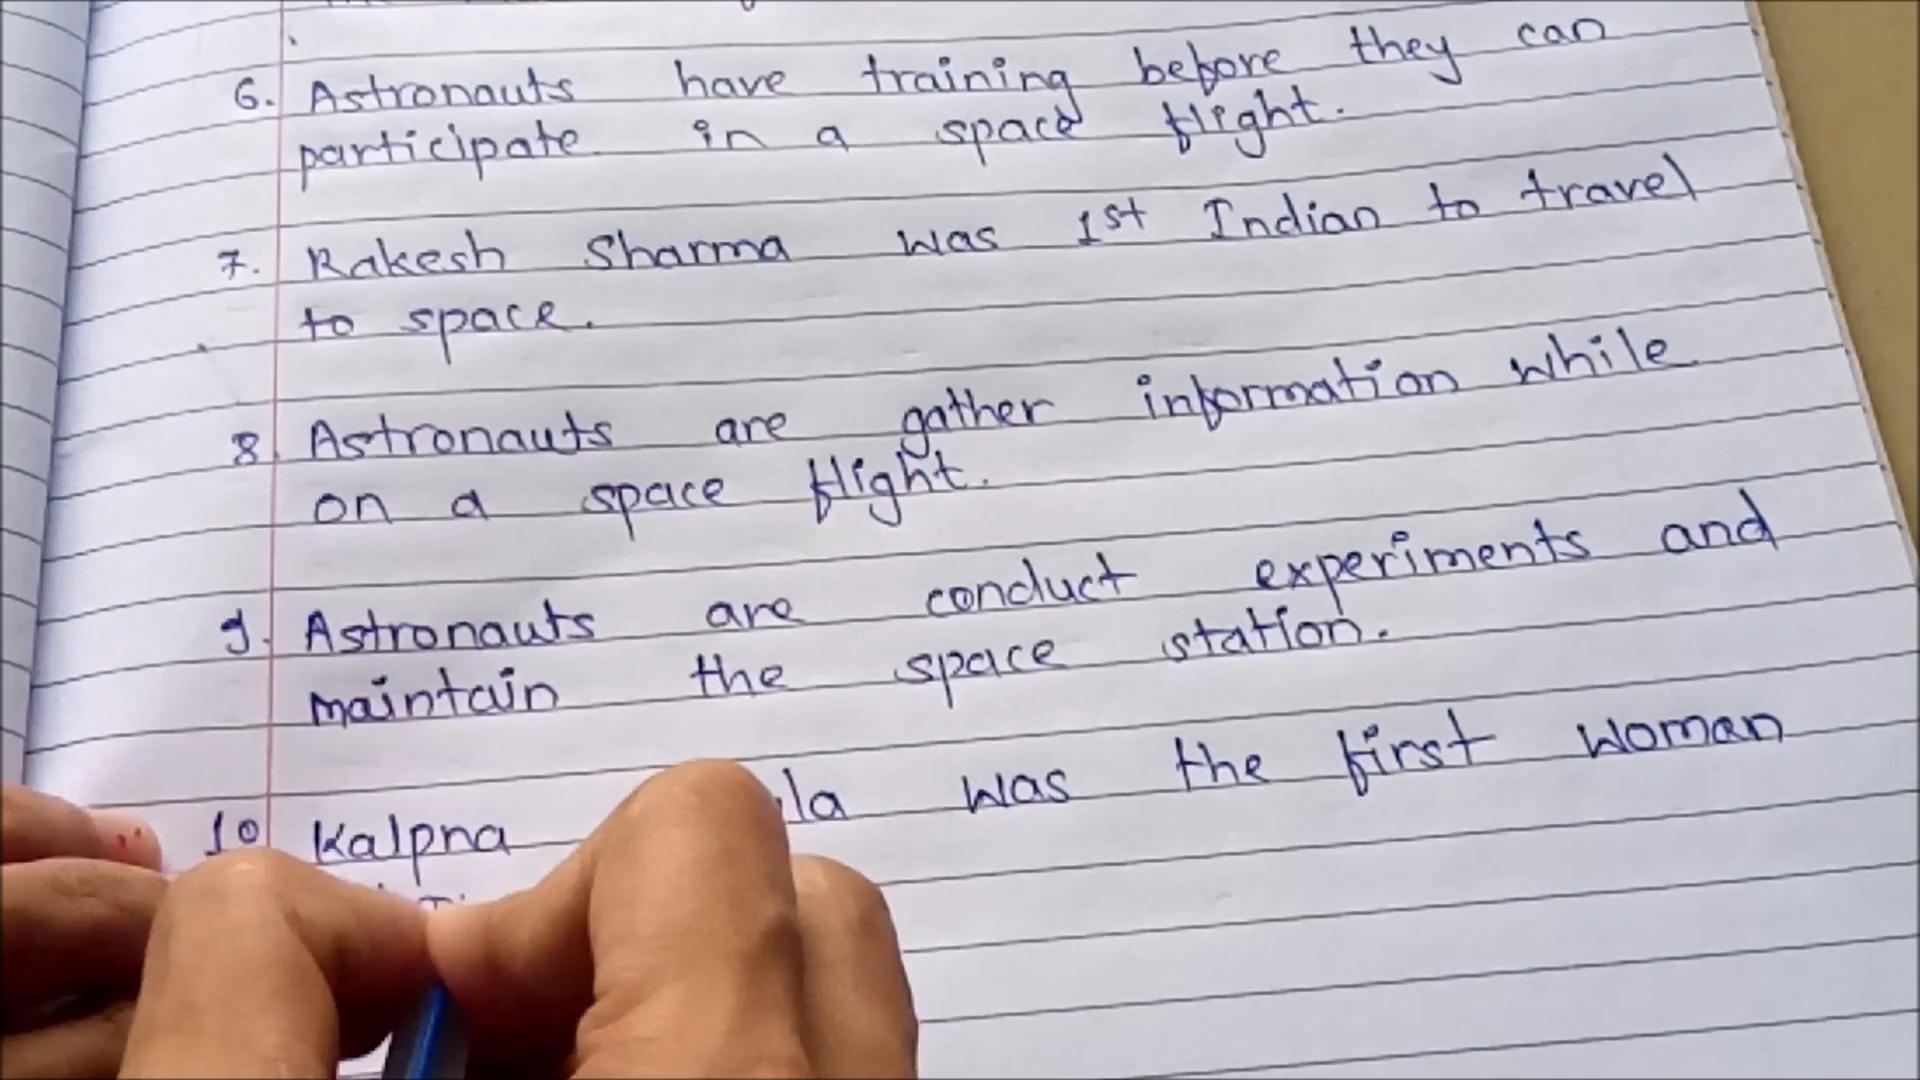 6. Astronauts have training before they can
participate in a space flight.
7. Rakesh Sharma was 1st Indian to travel
to space.
8. Astronauts are gather information while
on a space flight.
9. Astronauts are conduct experiments and
maintain the space station.
10 Kalpna la was the first woman